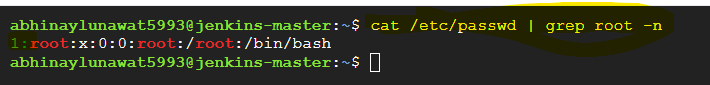 abhinaylunawat5993@jenkins-master:~$ cat /etc/passwd | grep root -n
1:root:x:0:0:root:/root:/bin/bash
abhinaylunawat5993@jenkins-master:~$